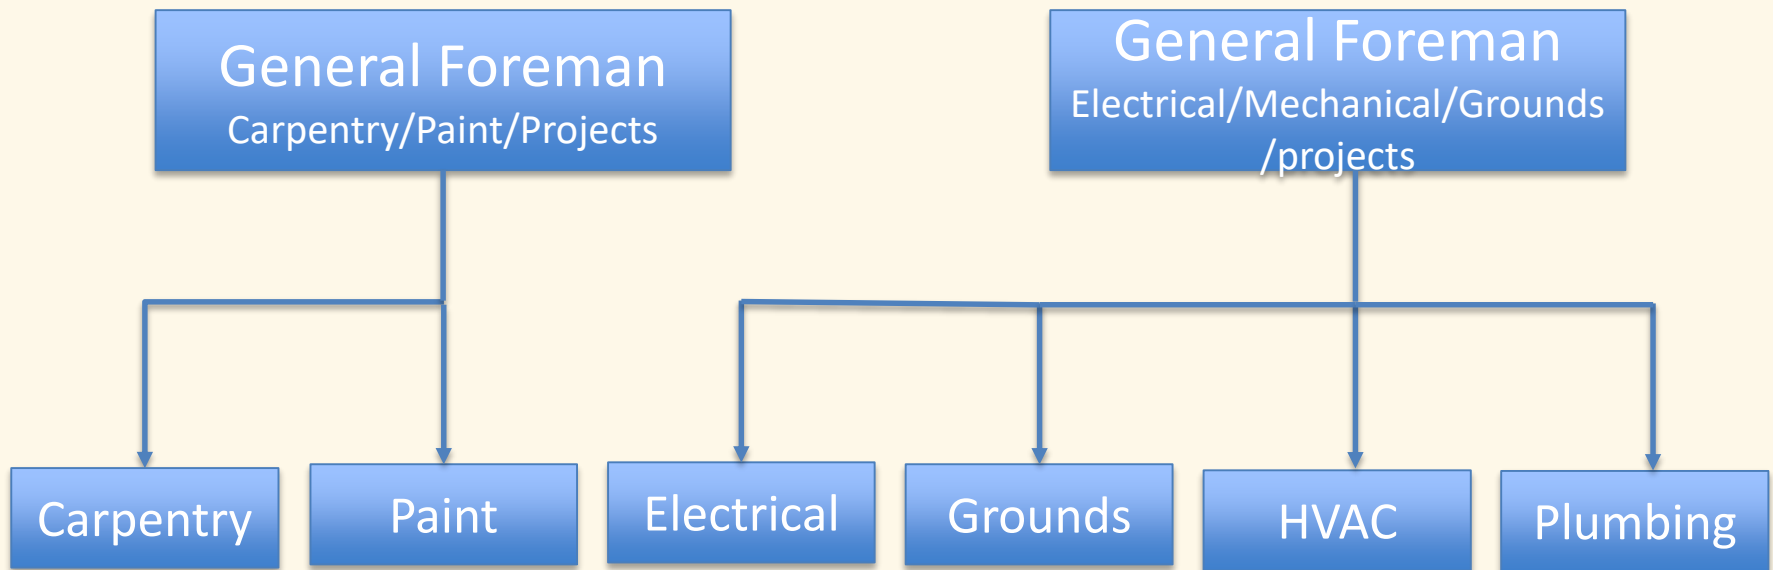 General Foreman
Carpentry/Paint/Projects
General Foreman
Electrical/Mechanical/Grounds
/projects
Carpentry
Paint
Electrical
Grounds
HVAC
Plumbing